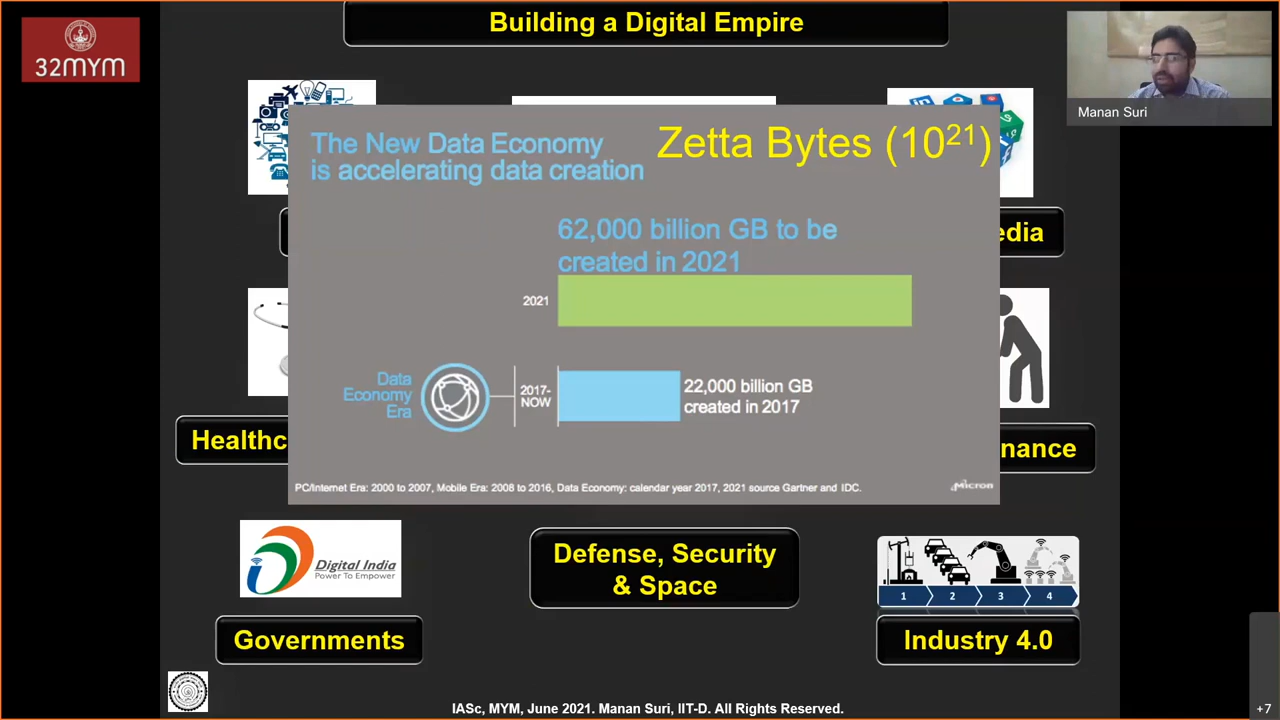 Building a Digital Empire
32MYM
Manan Suri
The New Data Economy
is accelerating data creation
Zetta Bytes (10²¹)
62,000 billion GB to be
created in 2021
2021
Data
Economy
Era
2017-
NOW
22,000 billion GB
created in 2017
PC/Internet Era: 2000 to 2007, Mobile Era: 2008 to 2016, Data Economy: calendar year 2017, 2021 source Gartner and IDC.
Micron
edia
Healthc
nance
Digital India
Power To Empower
Defense, Security
& Space
1 2 3 4
Governments
Industry 4.0
IASc, MYM, June 2021. Manan Suri, IIT-D. All Rights Reserved.
+7